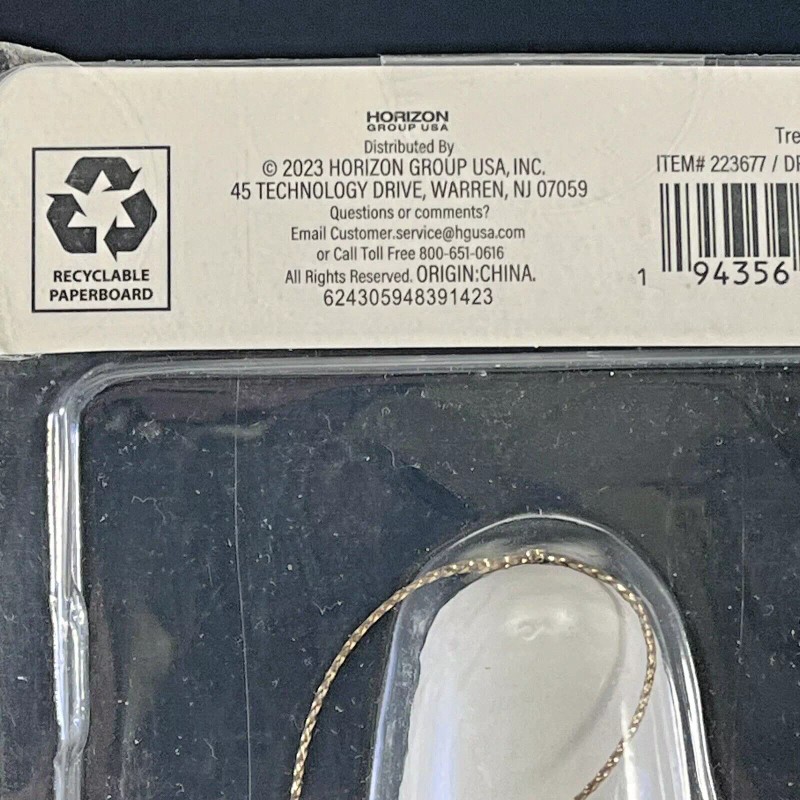 HORIZON
GROUP USA
Distributed By
© 2023 HORIZON GROUP USA, INC.
45 TECHNOLOGY DRIVE, WARREN, NJ 07059
Questions or comments?
Email Customer.service@hgusa.com
or Call Toll Free 800-651-0616
All Rights Reserved. ORIGIN:CHINA.
624305948391423
RECYCLABLE
PAPERBOARD
Tre
ITEM# 223677 / DP
1 94356